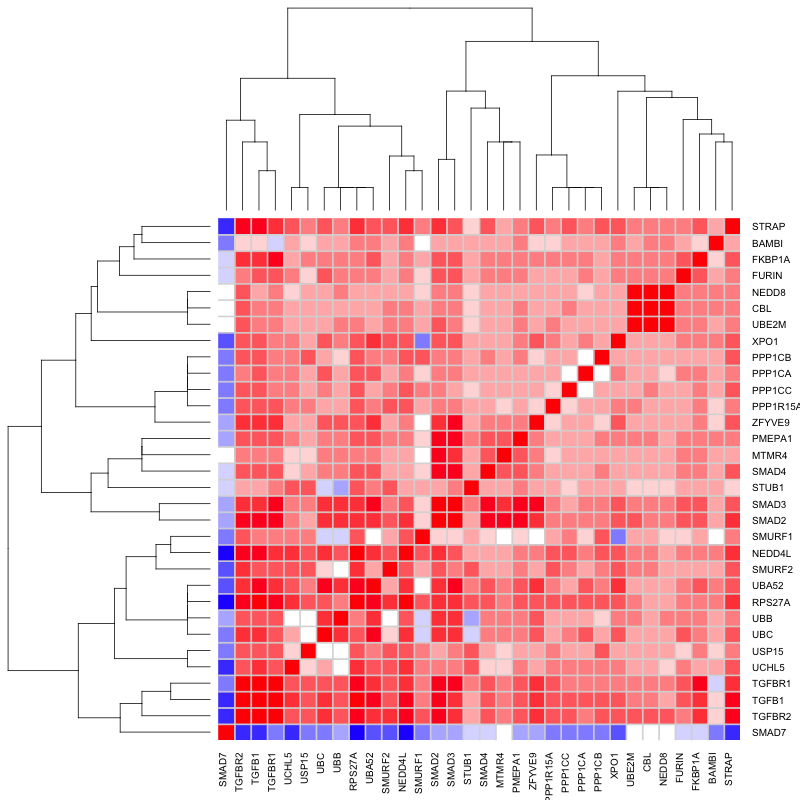 STRAP
BAMBI
FKBP1A
FURIN
NEDD8
CBL
UBE2M
XPO1
PPP1CB
PPP1CA
PPP1CC
PPP1R15A
ZFYVE9
PMEPA1
MTMR4
SMAD4
STUB1
SMAD3
SMAD2
SMURF1
NEDD4L
SMURF2
UBA52
RPS27A
UBB
UBC
USP15
UCHL5
TGFBR1
TGFB1
TGFBR2
SMAD7
SMAD7
TGFBR2
TGFB1
TGFBR1
UCHL5
USP15
UBC
UBB
RPS27A
UBA52
SMURF2
NEDD4L
SMURF1
SMAD2
SMAD3
STUB1
SMAD4
MTMR4
PMEPA1
ZFYVE9
PPP1R15A
PPP1CC
PPP1CA
PPP1CB
XPO1
UBE2M
CBL
NEDD8
FURIN
FKBP1A
BAMBI
STRAP